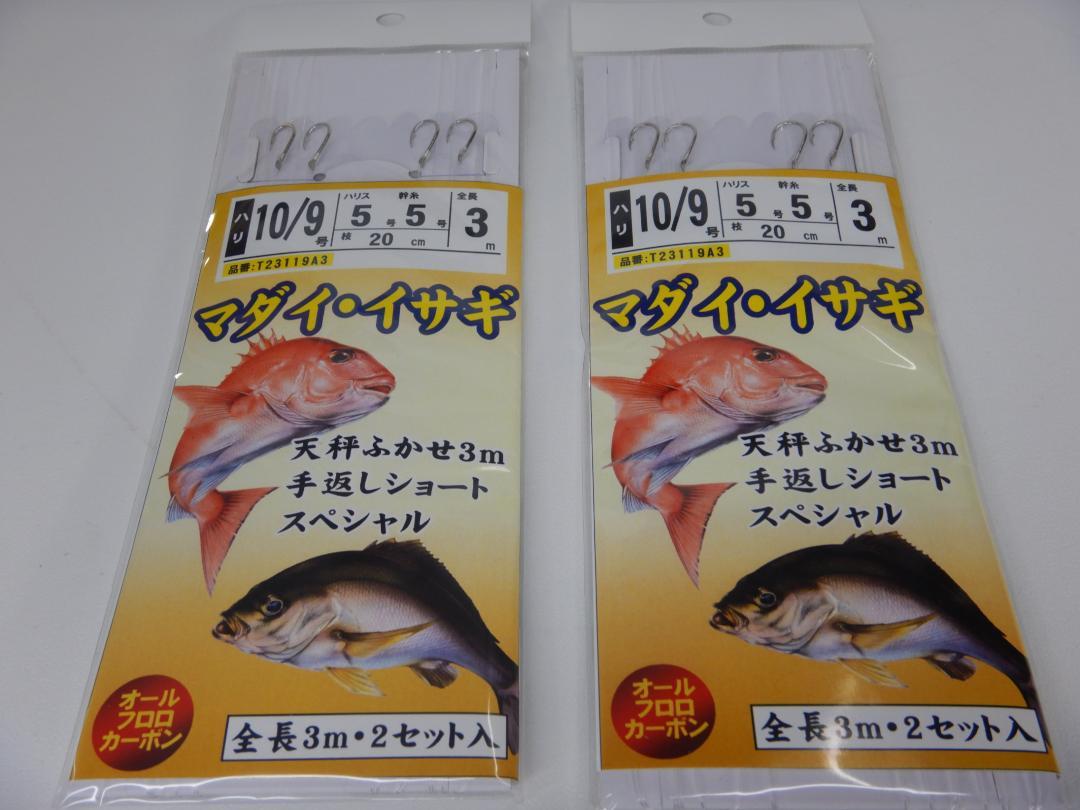 ハリ 10/9号 ハリス 5号 幹糸 5号 全長 3m
枝 20cm
品番:T23119A3
マダイ・イサギ
天秤ふかせ3m
手返しショート
スペシャル
オール
フロロ
カーボン
全長3m・2セット入
ハリ 10/9号 ハリス 5号 幹糸 5号 全長 3m
枝 20cm
品番:T23119A3
マダイ・イサギ
天秤ふかせ3m
手返しショート
スペシャル
オール
フロロ
カーボン
全長3m・2セット入